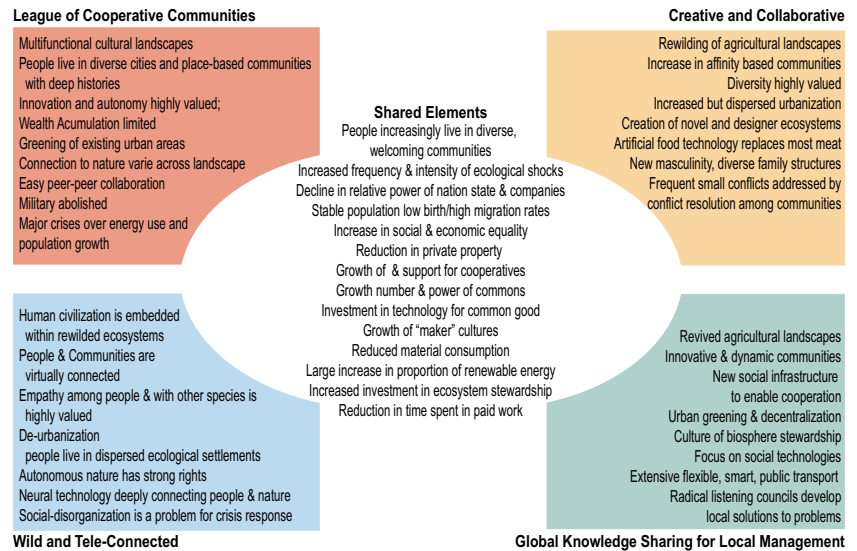 League of Cooperative Communities
Multifunctional cultural landscapes
People live in diverse cities and place-based communities
with deep histories
Innovation and autonomy highly valued;
Wealth Acumulation limited
Greening of existing urban areas
Connection to nature varie across landscape
Easy peer-peer collaboration
Military abolished
Major crises over energy use and
population growth
Creative and Collaborative
Rewilding of agricultural landscapes
Increase in affinity based communities
Diversity highly valued
Increased but dispersed urbanization
Creation of novel and designer ecosystems
Artificial food technology replaces most meat
New masculinity, diverse family structures
Frequent small conflicts addressed by
conflict resolution among communities
Shared Elements
People increasingly live in diverse,
welcoming communities
Increased frequency & intensity of ecological shocks
Decline in relative power of nation state & companies
Stable population low birth/high migration rates
Increase in social & economic equality
Reduction in private property
Growth of & support for cooperatives
Growth number & power of commons
Investment in technology for common good
Growth of “maker” cultures
Reduced material consumption
Large increase in proportion of renewable energy
Increased investment in ecosystem stewardship
Reduction in time spent in paid work
Human civilization is embedded
within rewilded ecosystems
People & Communities are
virtually connected
Empathy among people & with other species is
highly valued
De-urbanization
people live in dispersed ecological settlements
Autonomous nature has strong rights
Neural technology deeply connecting people & nature
Social-disorganization is a problem for crisis response
Wild and Tele-Connected
Revived agricultural landscapes
Innovative & dynamic communities
New social infrastructure
to enable cooperation
Urban greening & decentralization
Culture of biosphere stewardship
Focus on social technologies
Extensive flexible, smart, public transport
Radical listening councils develop
local solutions to problems
Global Knowledge Sharing for Local Management